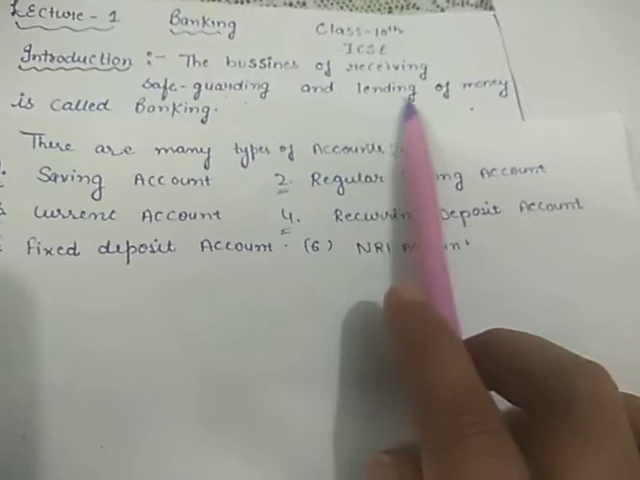 Lecture - 1 Banking Class-10th
ICSE
Introduction :- The bussines of receiving
safe-guarding and lending of money
is called Banking.
There are many types of Accounts :-
Saving Account 2. Regular Account
Current Account 4. Recurring Deposit Account
Fixed deposit Account. (6) NRI